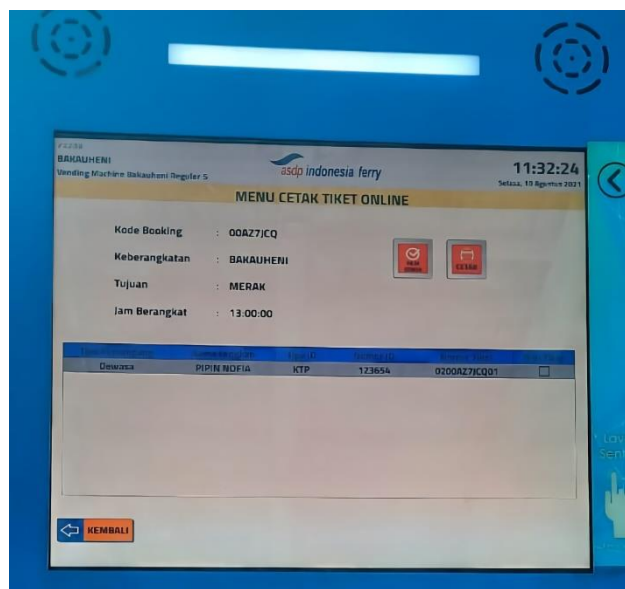 BAKAUHENI
Vending Machine Bakauheni Reguler 5
asdp indonesia ferry
11:32:24
Selasa, 10 Agustus 2021
MENU CETAK TIKET ONLINE
Kode Booking : 00AZ7JCQ
Keberangkatan : BAKAUHENI
Tujuan : MERAK
Jam Berangkat : 13:00:00
CETAK
Dewasa PIPIN NOFIA KTP 123654 0200AZ7JCQ01
KEMBALI